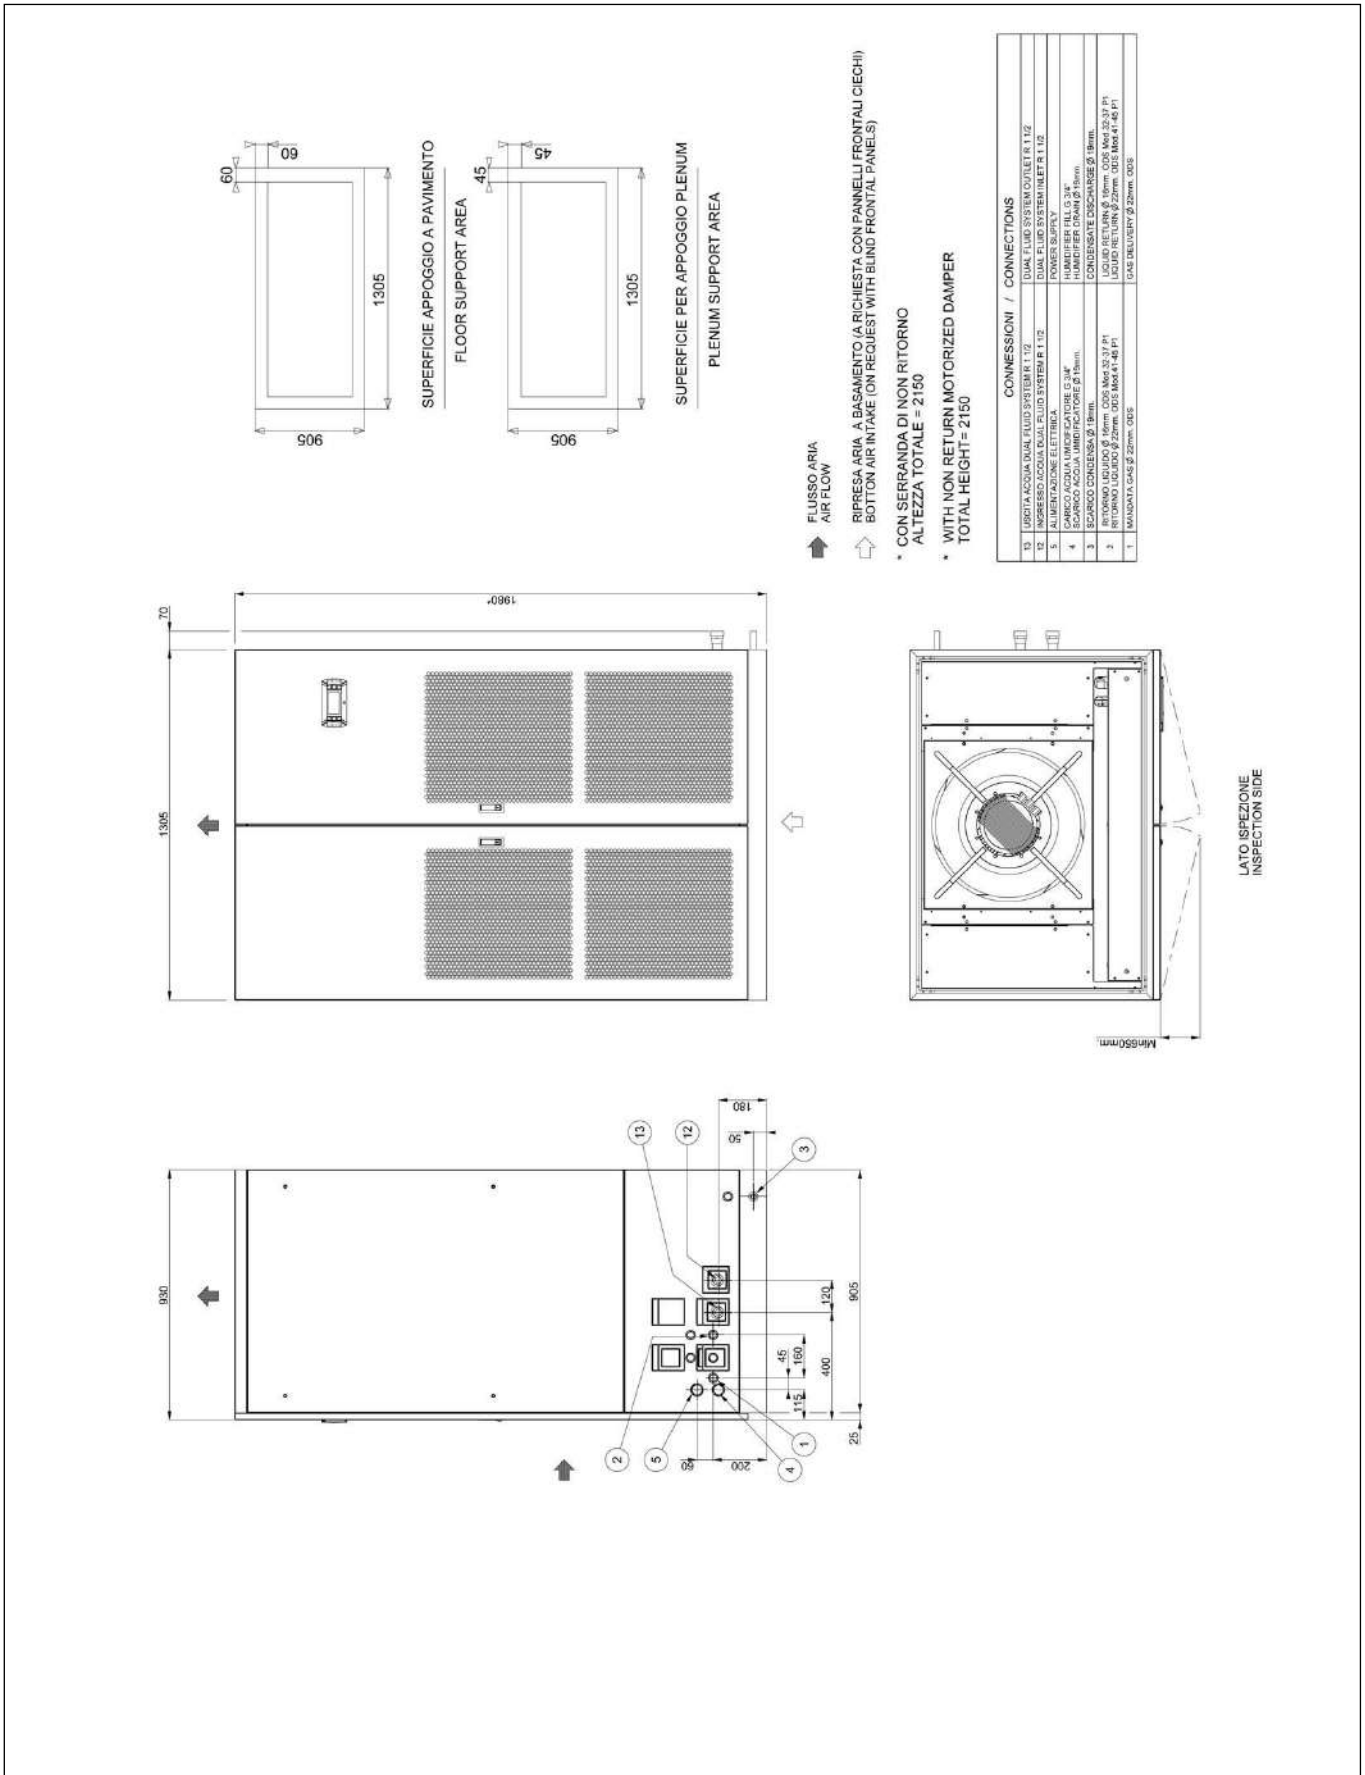 60
60
905
1305
SUPERFICIE APPOGGIO A PAVIMENTO
FLOOR SUPPORT AREA
45
45
905
1305
SUPERFICIE PER APPOGGIO PLENUM
PLENUM SUPPORT AREA
FLUSSO ARIA
AIR FLOW
RIPRESA ARIA A BASAMENTO (A RICHIESTA CON PANNELLI FRONTALI CIECHI)
BOTTON AIR INTAKE (ON REQUEST WITH BLIND FRONTAL PANELS)
* CON SERRANDA DI NON RITORNO
ALTEZZA TOTALE = 2150
* WITH NON RETURN MOTORIZED DAMPER
TOTAL HEIGHT= 2150
CONNESSIONI / CONNECTIONS
13 USCITA ACQUA DUAL FLUID SYSTEM R 1 1/2 DUAL FLUID SYSTEM OUTLET R 1 1/2
12 INGRESSO ACQUA DUAL FLUID SYSTEM R 1 1/2 DUAL FLUID SYSTEM INLET R 1 1/2
5 ALIMENTAZIONE ELETTRICA POWER SUPPLY
4 CARICO ACQUA UMIDIFICATORE G 3/4" HUMIDIFIER FILL G 3/4"
SCARICO ACQUA UMIDIFICATORE Ø 19mm. HUMIDIFIER DRAIN Ø 19mm.
3 SCARICO CONDENSA Ø 19mm. CONDENSATE DISCHARGE Ø 19mm.
2 RITORNO LIQUIDO Ø 16mm. ODS Mod.32-37 P1 LIQUID RETURN Ø 16mm. ODS Mod.32-37 P1
RITORNO LIQUIDO Ø 22mm. ODS Mod.41-46 P1 LIQUID RETURN Ø 22mm. ODS Mod.41-46 P1
1 MANDATA GAS Ø 22mm. ODS GAS DELIVERY Ø 22mm. ODS
1305
70
1980*
Min650mm.
LATO ISPEZIONE
INSPECTION SIDE
930
13
12
180
50
3
120
905
45
160
400
115
25
2
5
60
200
1
4